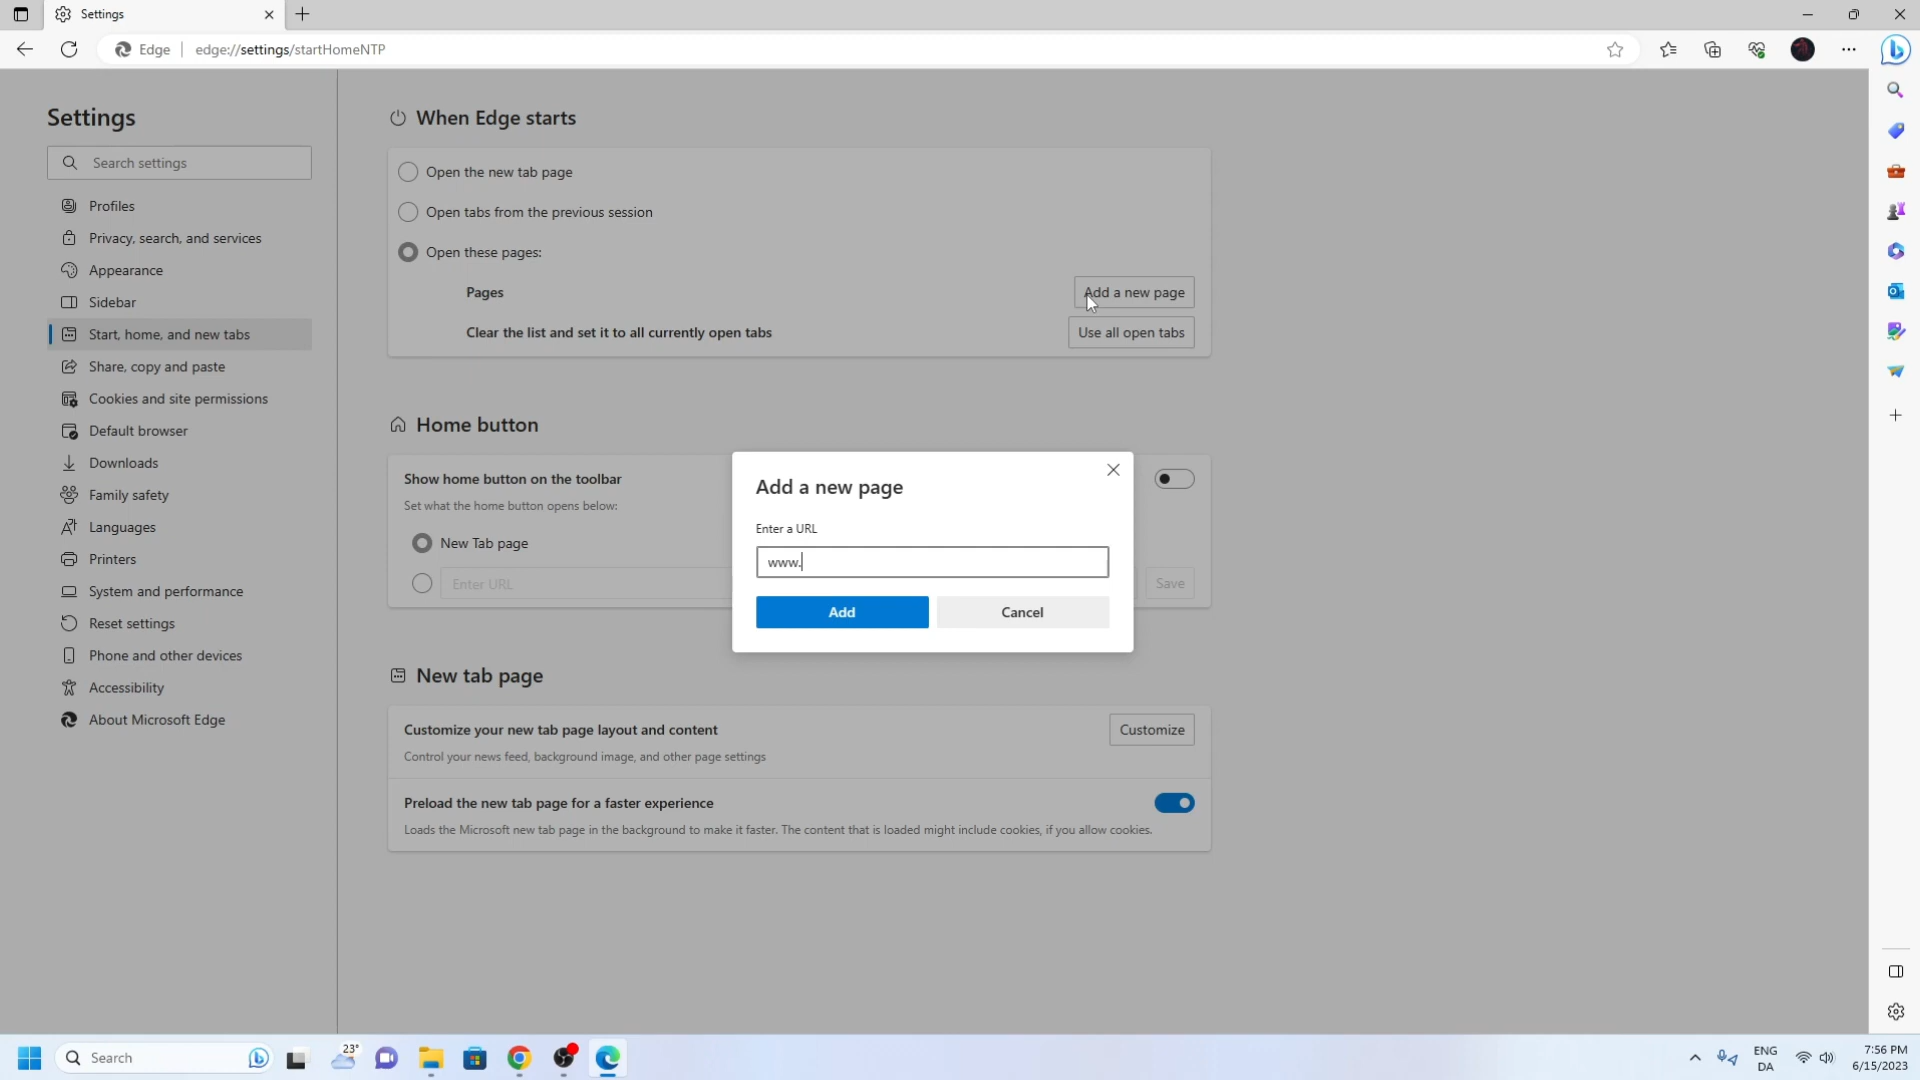 Settings
Edge
edge://settings/startHomeNTP
Settings
Search settings
Profiles
Privacy, search, and services
Appearance
Sidebar
Start, home, and new tabs
Share, copy and paste
Cookies and site permissions
Default browser
Downloads
Family safety
Languages
Printers
System and performance
Reset settings
Phone and other devices
Accessibility
About Microsoft Edge
When Edge starts
Open the new tab page
Open tabs from the previous session
Open these pages:
Pages
Add a new page
Clear the list and set it to all currently open tabs
Use all open tabs
Home button
Show home button on the toolbar
Set what the home button opens below:
New Tab page
Enter URL
Save
Add a new page
Enter a URL
www.
Add
Cancel
New tab page
Customize your new tab page layout and content
Customize
Control your news feed, background image, and other page settings
Preload the new tab page for a faster experience
Loads the Microsoft new tab page in the background to make it faster. The content that is loaded might include cookies, if you allow cookies.
Search
23°
ENG
DA
7:56 PM
6/15/2023